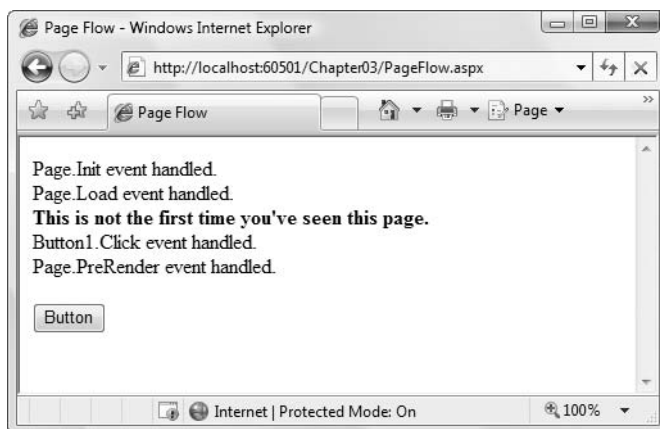 Page Flow - Windows Internet Explorer
http://localhost:60501/Chapter03/PageFlow.aspx
Page Flow
Page
»
Page.Init event handled.
Page.Load event handled.
This is not the first time you've seen this page.
Button1.Click event handled.
Page.PreRender event handled.
Button
Internet | Protected Mode: On
100%